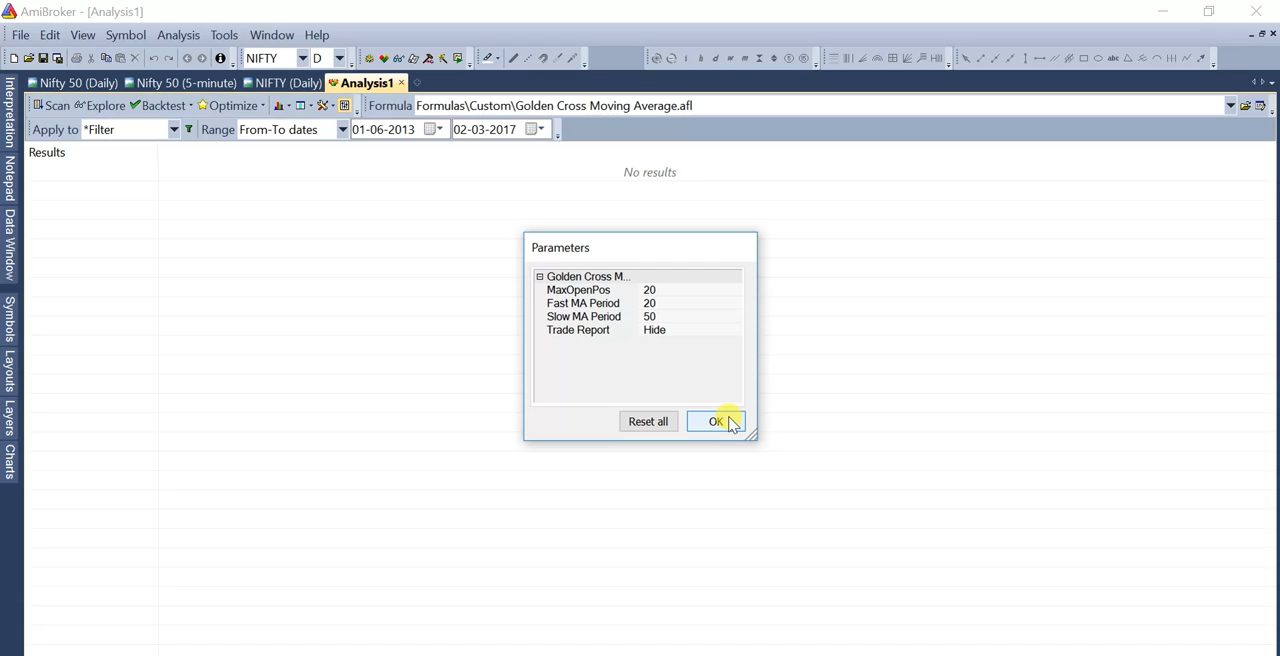 AmiBroker - [Analysis1]
File Edit View Symbol Analysis Tools Window Help
NIFTY D
Nifty 50 (Daily) Nifty 50 (5-minute) NIFTY (Daily) Analysis1
Scan Explore Backtest Optimize Formula Formulas\Custom\Golden Cross Moving Average.afl
Apply to *Filter Range From-To dates 01-06-2013 02-03-2017
Results
No results
Interpretation
Notepad
Data Window
Symbols
Layouts
Layers
Charts
Parameters
Golden Cross M...
MaxOpenPos 20
Fast MA Period 20
Slow MA Period 50
Trade Report Hide
Reset all OK